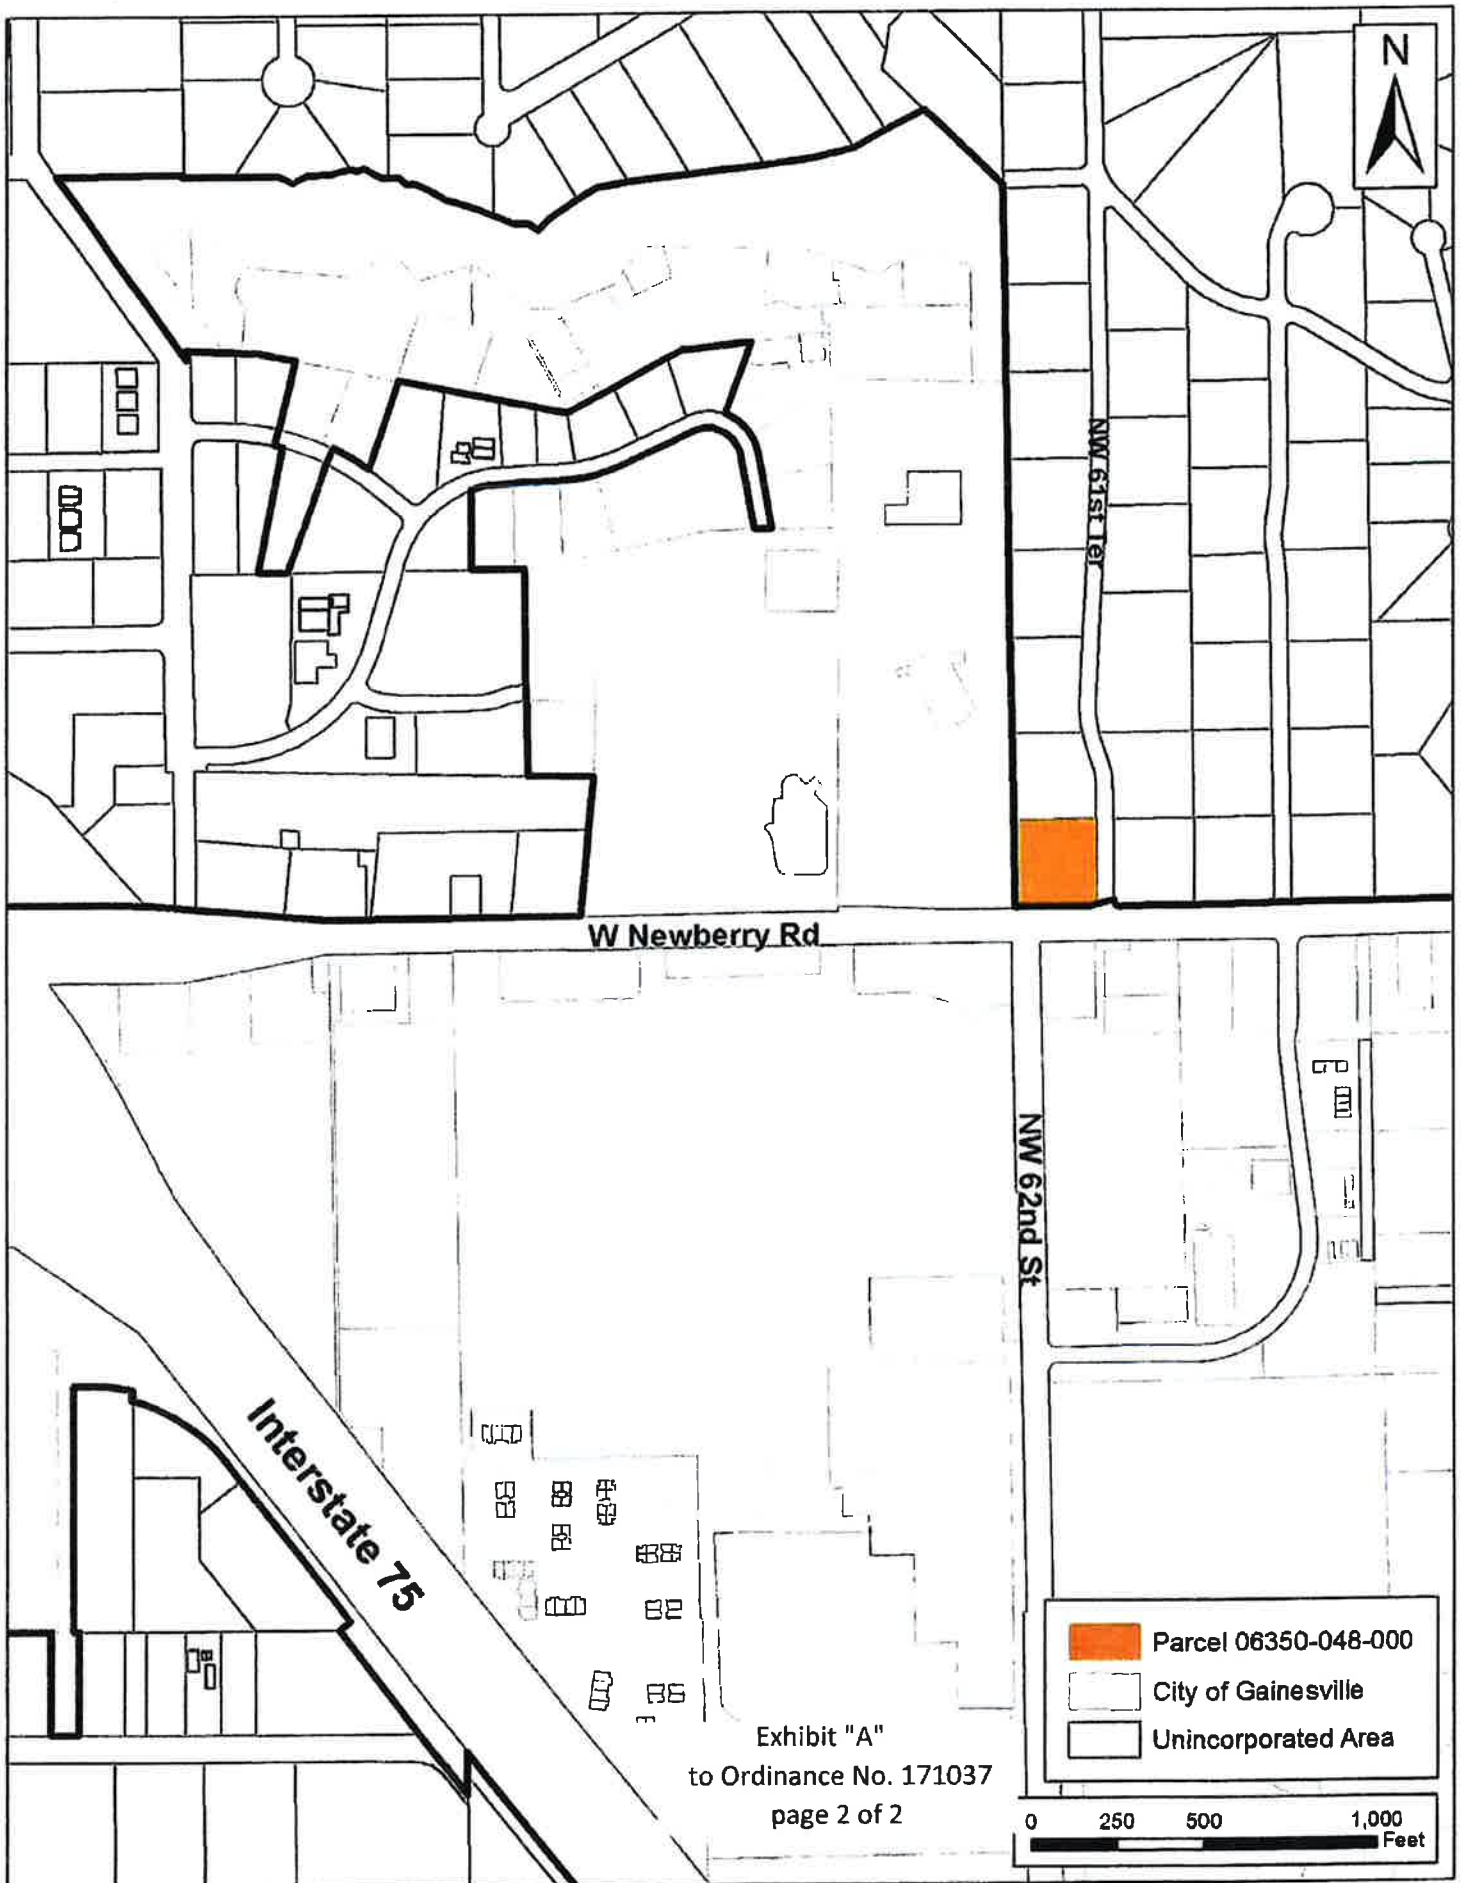 N
NW 61st Ter
W Newberry Rd
NW 62nd St
Interstate 75
Parcel 06350-048-000
City of Gainesville
Unincorporated Area
Exhibit "A"
to Ordinance No. 171037
page 2 of 2
0 250 500 1,000
Feet